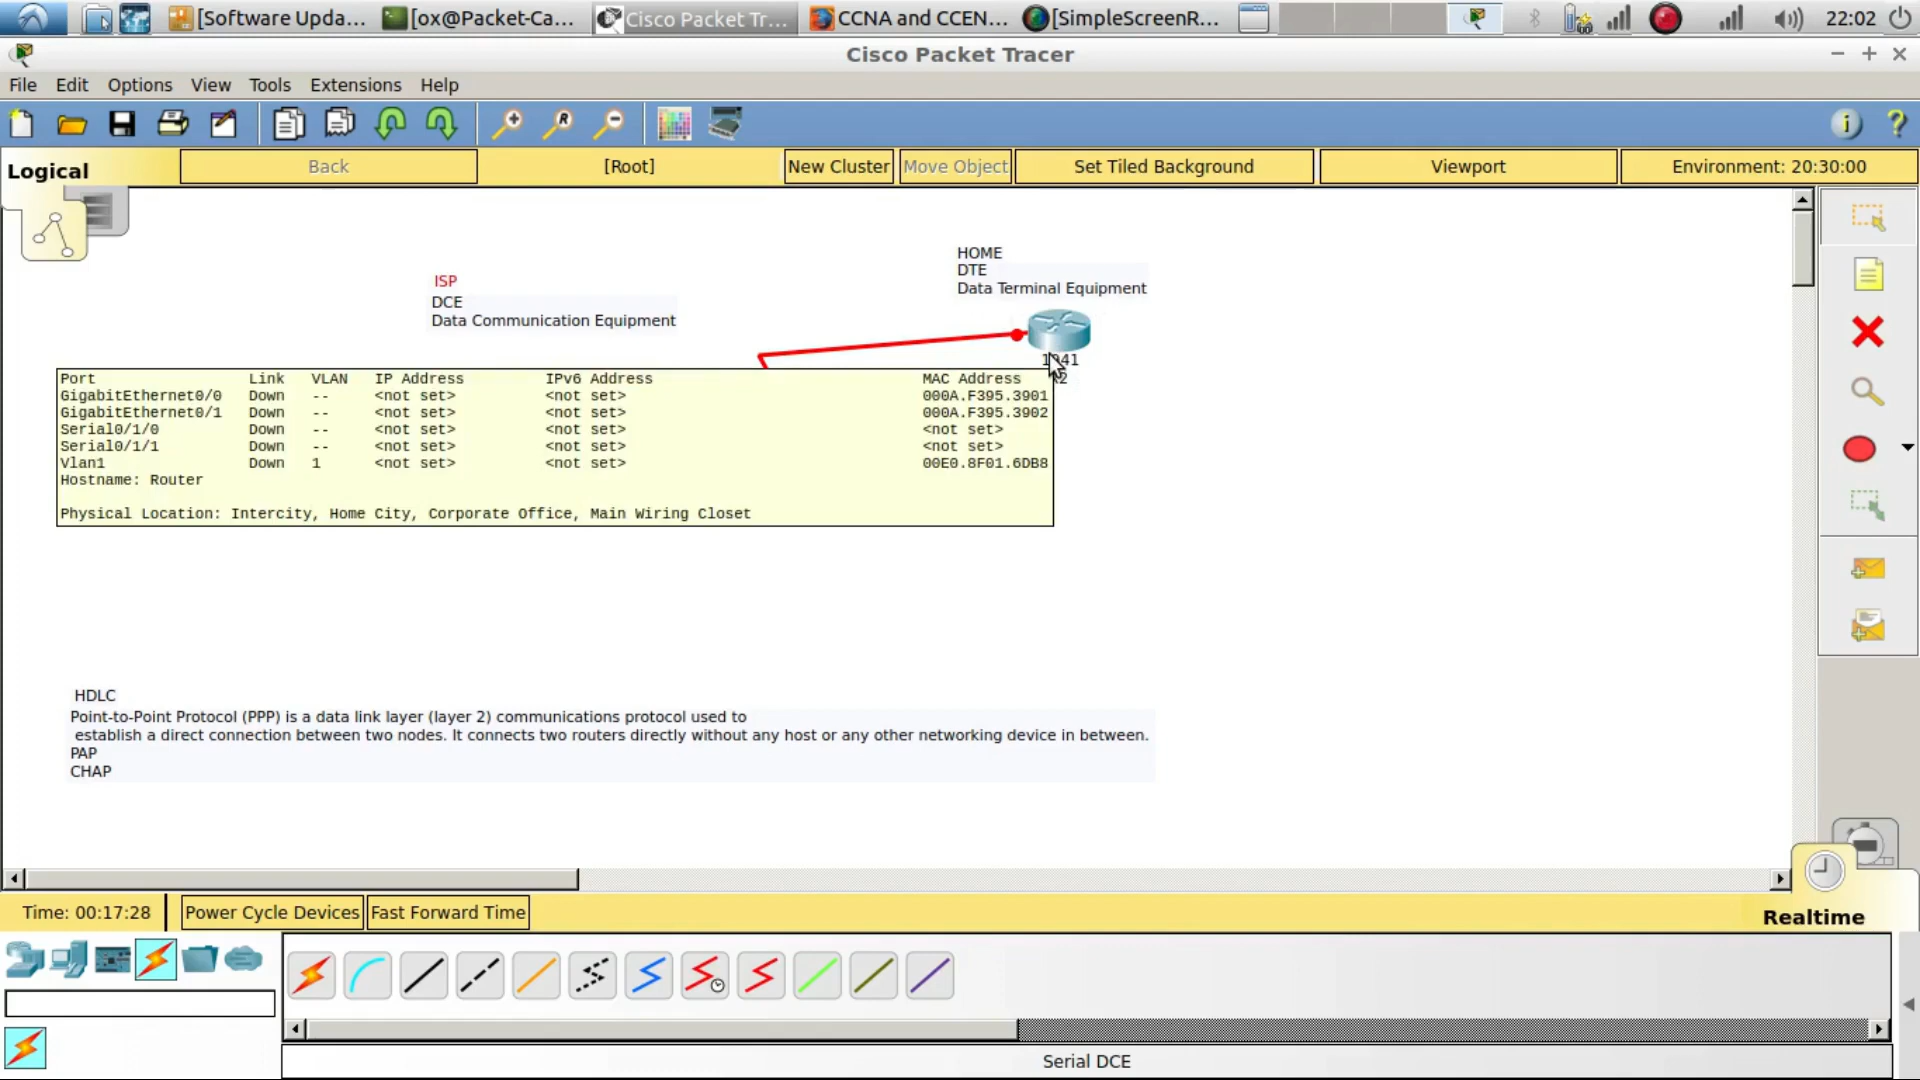 [Software Upda...
[ox@Packet-Ca...
Cisco Packet Tr...
CCNA and CCEN...
[SimpleScreenR...
22:02
Cisco Packet Tracer
File Edit Options View Tools Extensions Help
Logical
Back
[Root]
New Cluster
Move Object
Set Tiled Background
Viewport
Environment: 20:30:00
HOME
DTE
Data Terminal Equipment
ISP
DCE
Data Communication Equipment
Port Link VLAN IP Address IPv6 Address MAC Address
GigabitEthernet0/0 Down -- <not set> <not set> 000A.F395.3901
GigabitEthernet0/1 Down -- <not set> <not set> 000A.F395.3902
Serial0/1/0 Down -- <not set> <not set> <not set>
Serial0/1/1 Down -- <not set> <not set> <not set>
Vlan1 Down 1 <not set> <not set> 00E0.8F01.6DB8
Hostname: Router
Physical Location: Intercity, Home City, Corporate Office, Main Wiring Closet
HDLC
Point-to-Point Protocol (PPP) is a data link layer (layer 2) communications protocol used to
establish a direct connection between two nodes. It connects two routers directly without any host or any other networking device in between.
PAP
CHAP
Time: 00:17:28
Power Cycle Devices
Fast Forward Time
Realtime
Serial DCE